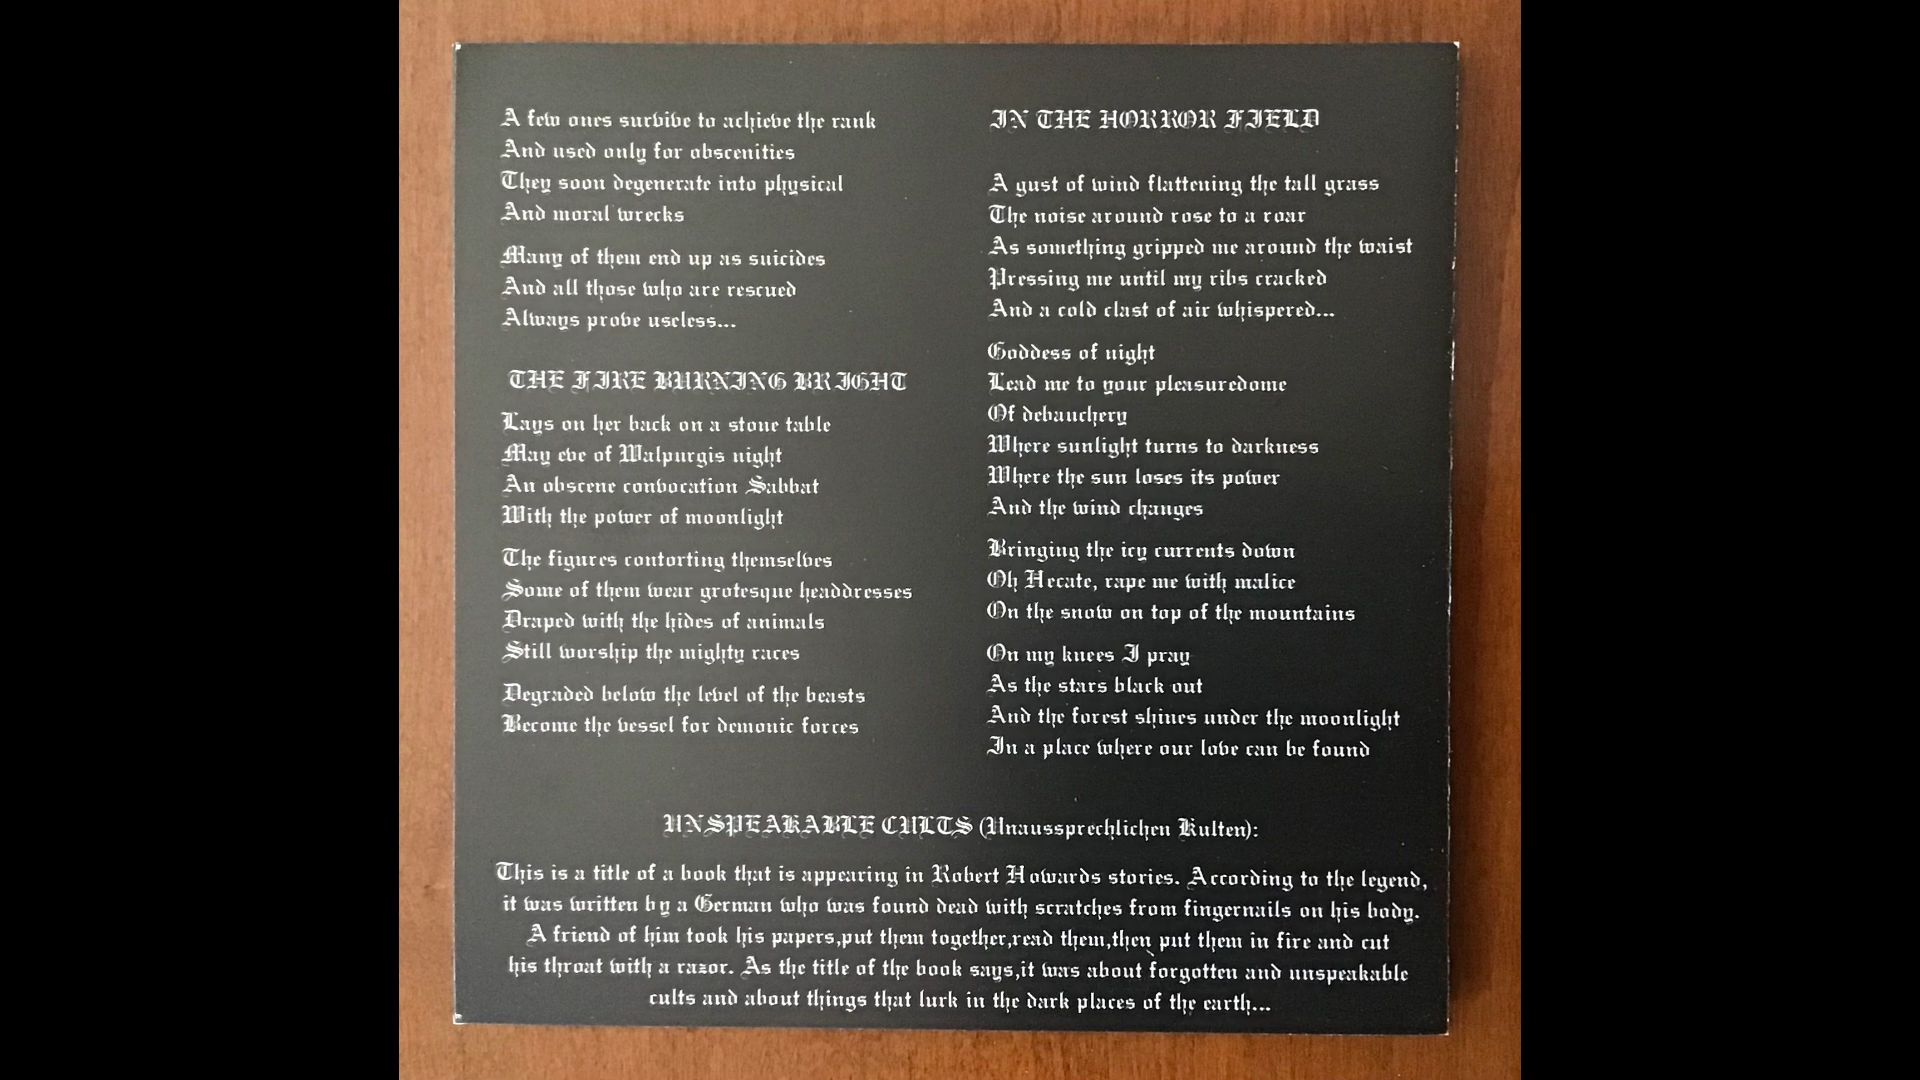 A few ones survive to achieve the rank
And used only for obscenities
They soon degenerate into physical
And moral wrecks
Many of them end up as suicides
And all those who are rescued
Always prove useless...
THE FIRE BURNING BRIGHT
Lays on her back on a stone table
May eve of Walpurgis night
An obscene convocation Sabbat
With the power of moonlight
The figures contorting themselves
Some of them wear grotesque headdresses
Draped with the hides of animals
Still worship the mighty races
Degraded below the level of the beasts
Become the vessel for demonic forces
IN THE HORROR FIELD
A gust of wind flattening the tall grass
The noise around rose to a roar
As something gripped me around the waist
Pressing me until my ribs cracked
And a cold clast of air whispered...
Goddess of night
Lead me to your pleasuredome
Of debauchery
Where sunlight turns to darkness
Where the sun loses its power
And the wind changes
Bringing the icy currents down
Oh Hecate, rape me with malice
On the snow on top of the mountains
On my knees I pray
As the stars black out
And the forest shines under the moonlight
In a place where our love can be found
UNSPEAKABLE CULTS (Unaussprechlichen Kulten):
This is a title of a book that is appearing in Robert Howards stories. According to the legend,
it was written by a German who was found dead with scratches from fingernails on his body.
A friend of him took his papers,put them together,read them,then put them in fire and cut
his throat with a razor. As the title of the book says,it was about forgotten and unspeakable
cults and about things that lurk in the dark places of the earth...